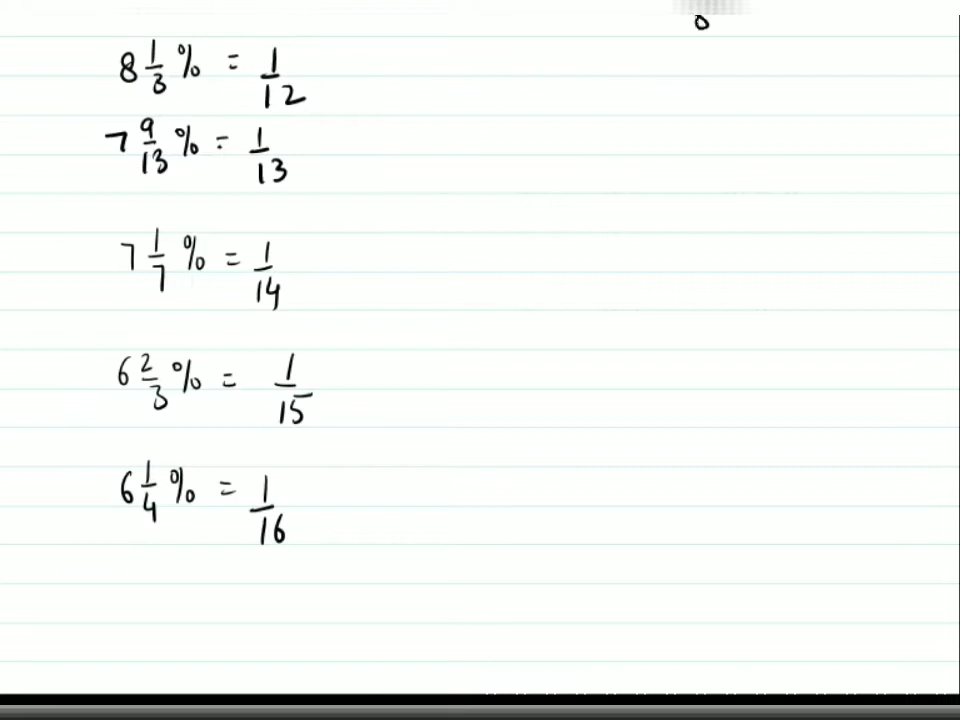 8 1/3 % = 1/12
7 9/13 % = 1/13
7 1/7 % = 1/14
6 2/3 % = 1/15
6 1/4 % = 1/16